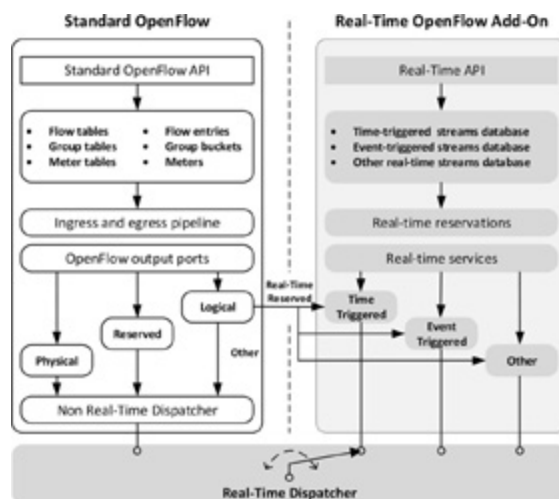 Standard OpenFlow
Standard OpenFlow API
• Flow tables • Flow entries
• Group tables • Group buckets
• Meter tables • Meters
Ingress and egress pipeline
OpenFlow output ports
Logical
Reserved
Physical
Other
Non Real-Time Dispatcher
Real-Time OpenFlow Add-On
Real-Time API
• Time-triggered streams database
• Event-triggered streams database
• Other real-time streams database
Real-time reservations
Real-time services
Real-Time
Reserved
Time
Triggered
Event
Triggered
Other
Real-Time Dispatcher